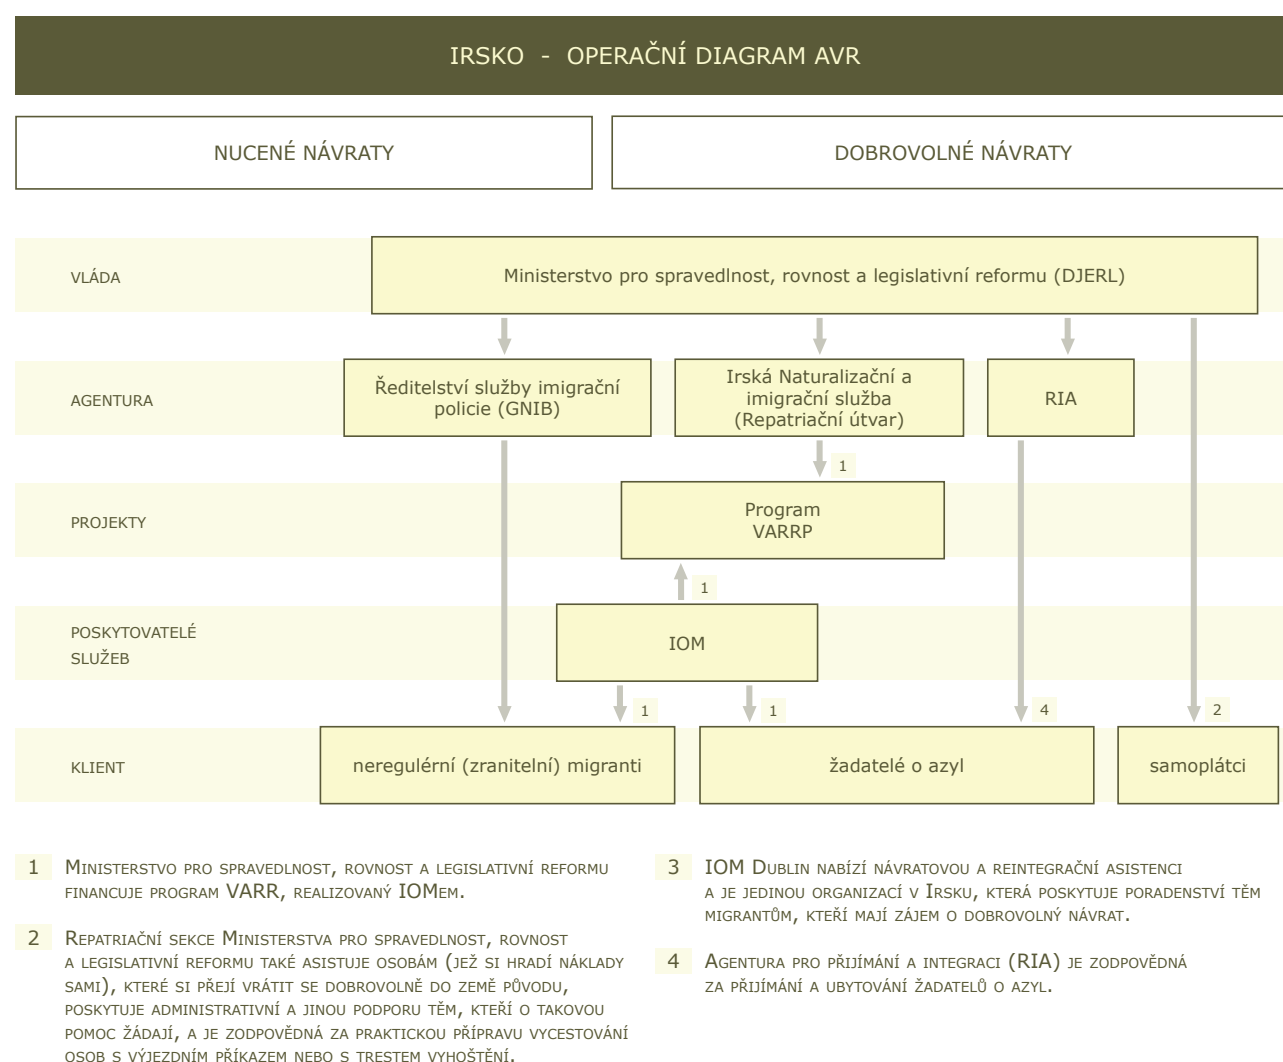 IRSKO - OPERAČNÍ DIAGRAM AVR
NUCENÉ NÁVRATY
DOBROVOLNÉ NÁVRATY
VLÁDA
Ministerstvo pro spravedlnost, rovnost a legislativní reformu (DJERL)
AGENTURA
Ředitelství služby imigrační
policie (GNIB)
Irská Naturalizační a
imigrační služba
(Repatriační útvar)
RIA
1
PROJEKTY
Program
VARRP
1
POSKYTOVATELÉ
SLUŽEB
IOM
1
1
4
2
KLIENT
neregulérní (zranitelní) migranti
žadatelé o azyl
samoplátci
1 Ministerstvo pro spravedlnost, rovnost a legislativní reformu
financuje program VARR, realizovaný IOMem.
2 Repatriační sekce Ministerstva pro spravedlnost, rovnost
a legislativní reformu také asistuje osobám (jež si hradí náklady
sami), které si přejí vrátit se dobrovolně do země původu,
poskytuje administrativní a jinou podporu těm, kteří o takovou
pomoc žádají, a je zodpovědná za praktickou přípravu vycestování
osob s výjezdním příkazem nebo s trestem vyhoštění.
3 IOM Dublin nabízí návratovou a reintegrační asistenci
a je jedinou organizací v Irsku, která poskytuje poradenství těm
migrantům, kteří mají zájem o dobrovolný návrat.
4 Agentura pro přijímání a integraci (RIA) je zodpovědná
za přijímání a ubytování žadatelů o azyl.